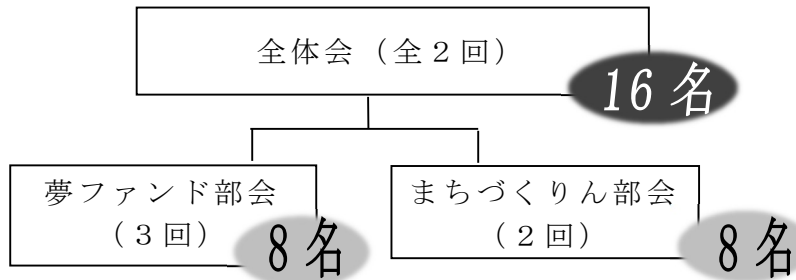 全体会（全２回）
16名
夢ファンド部会
（３回）
8名
まちづくりん部会
（２回）
8名